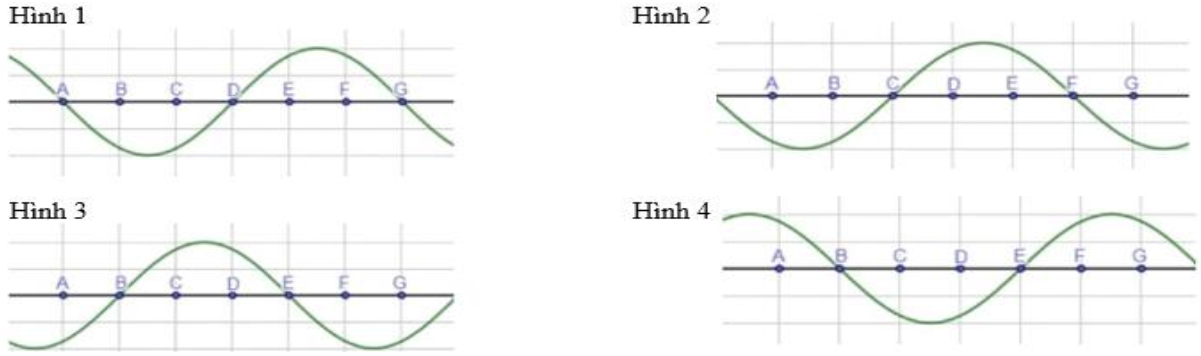 Hình 1
A B C D E F G
Hình 2
A B C D E F G
Hình 3
A B C D E F G
Hình 4
A B C D E F G